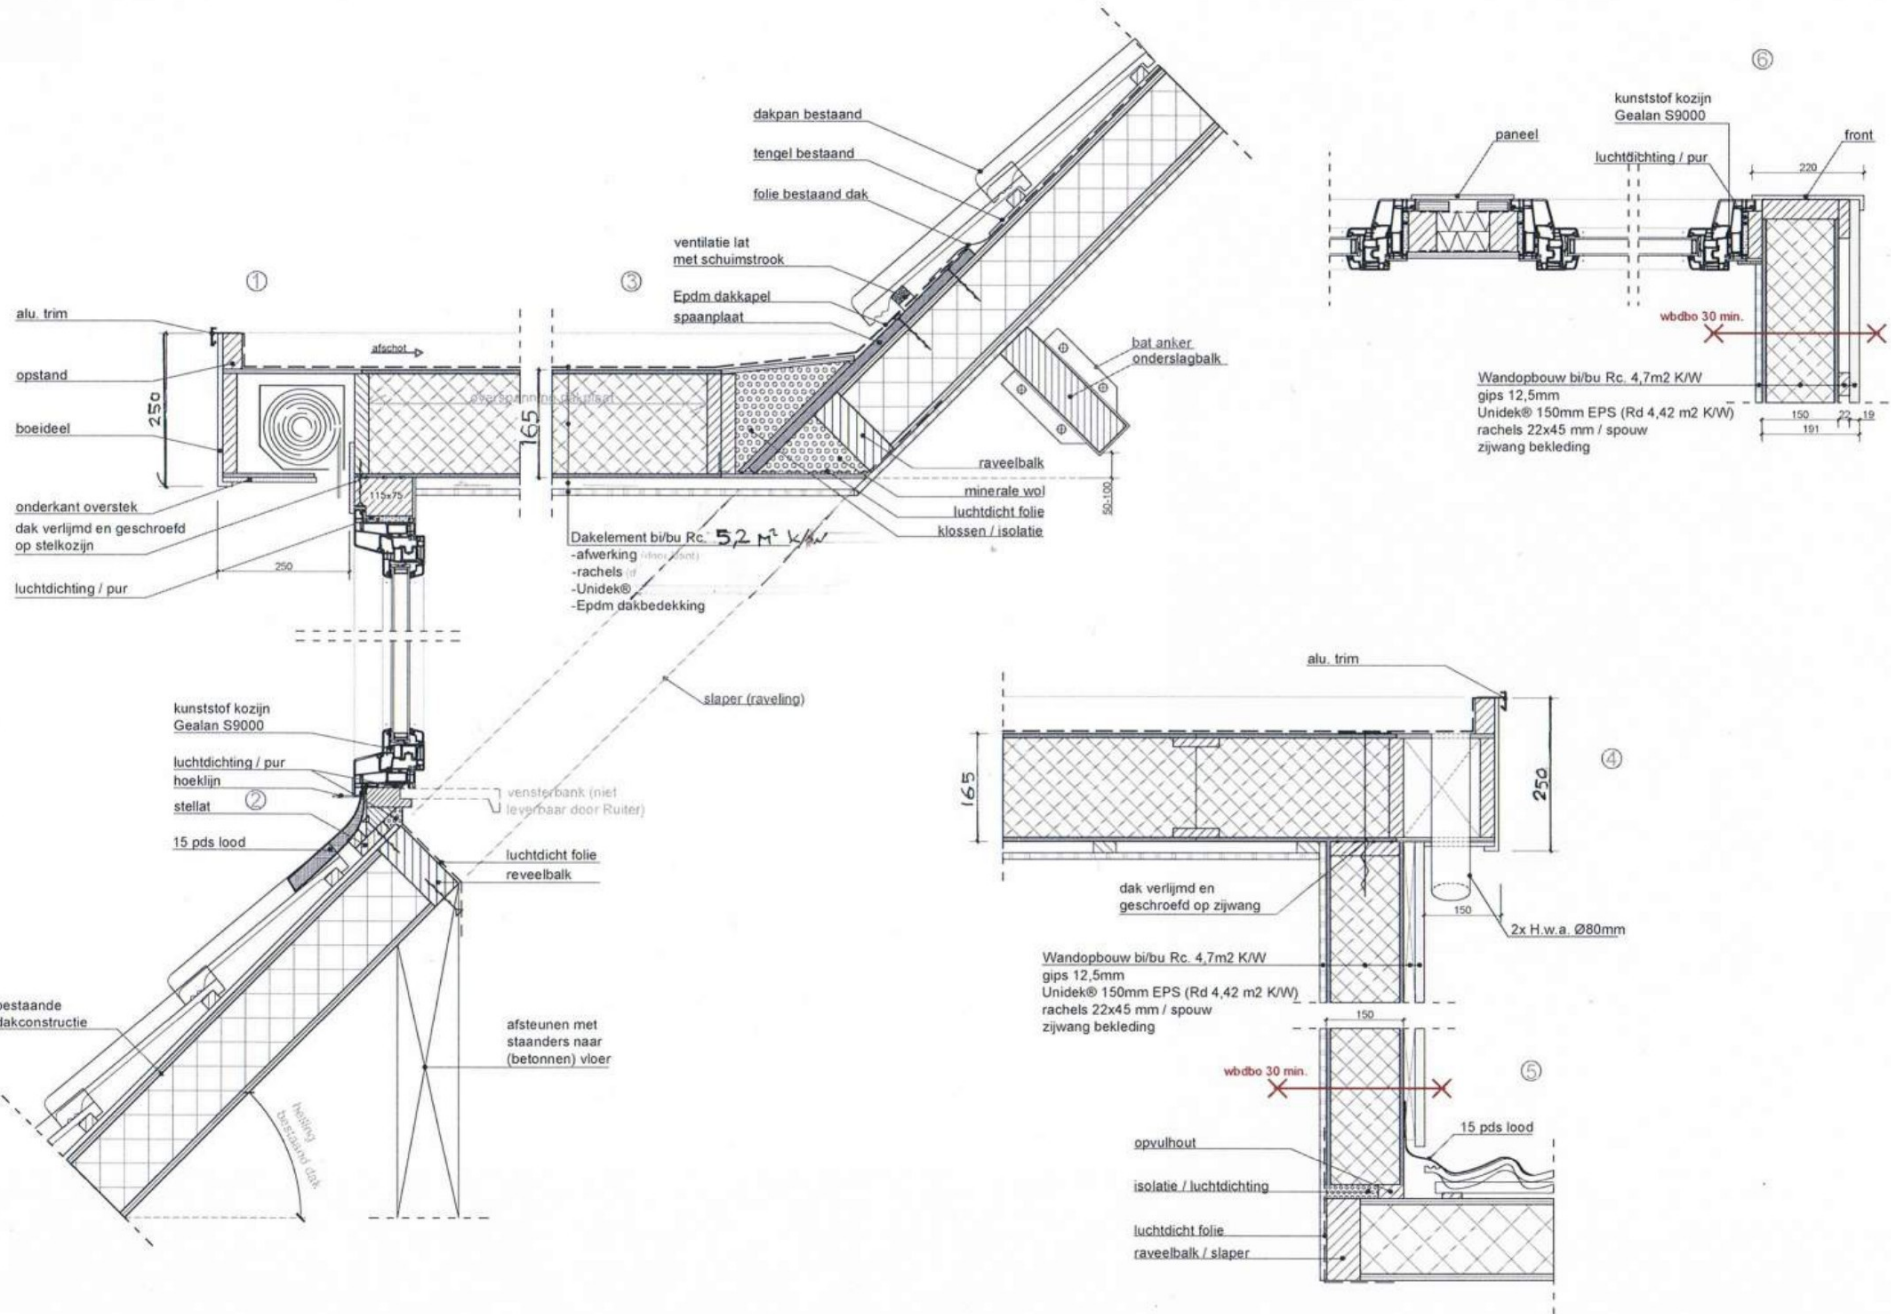 ①
alu. trim
opstand
250
boeideel
onderkant overstek
dak verlijmd en geschroefd
op stelkozijn
luchtdichting / pur
250
afschot
115x75
③
dakpan bestaand
tengel bestaand
folie bestaand dak
ventilatie lat
met schuimstrook
Epdm dakkapel
spaanplaat
overspanning dakplaat
165
bat anker
onderslagbalk
raveelbalk
minerale wol
luchtdicht folie
klossen / isolatie
50-100
Dakelement bi/bu Rc. 5,2 m² K/W
-afwerking
-rachels
-Unidek®
-Epdm dakbedekking
slaper (raveling)
kunststof kozijn
Gealan S9000
luchtdichting / pur
hoeklijn
②
stellat
15 pds lood
vensterbank (niet
leverbaar door Ruiter)
luchtdicht folie
reveelbalk
bestaande
dakconstructie
afsteunen met
staanders naar
(betonnen) vloer
helling
bestaand dak
⑥
kunststof kozijn
Gealan S9000
paneel
front
luchtdichting / pur
220
wbdbo 30 min.
Wandopbouw bi/bu Rc. 4,7m2 K/W
gips 12,5mm
Unidek® 150mm EPS (Rd 4,42 m2 K/W)
rachels 22x45 mm / spouw
zijwang bekleding
150
22
19
191
alu. trim
④
165
250
dak verlijmd en
geschroefd op zijwang
150
2x H.w.a. Ø80mm
Wandopbouw bi/bu Rc. 4,7m2 K/W
gips 12,5mm
Unidek® 150mm EPS (Rd 4,42 m2 K/W)
rachels 22x45 mm / spouw
zijwang bekleding
150
⑤
wbdbo 30 min.
15 pds lood
opvulhout
isolatie / luchtdichting
luchtdicht folie
raveelbalk / slaper